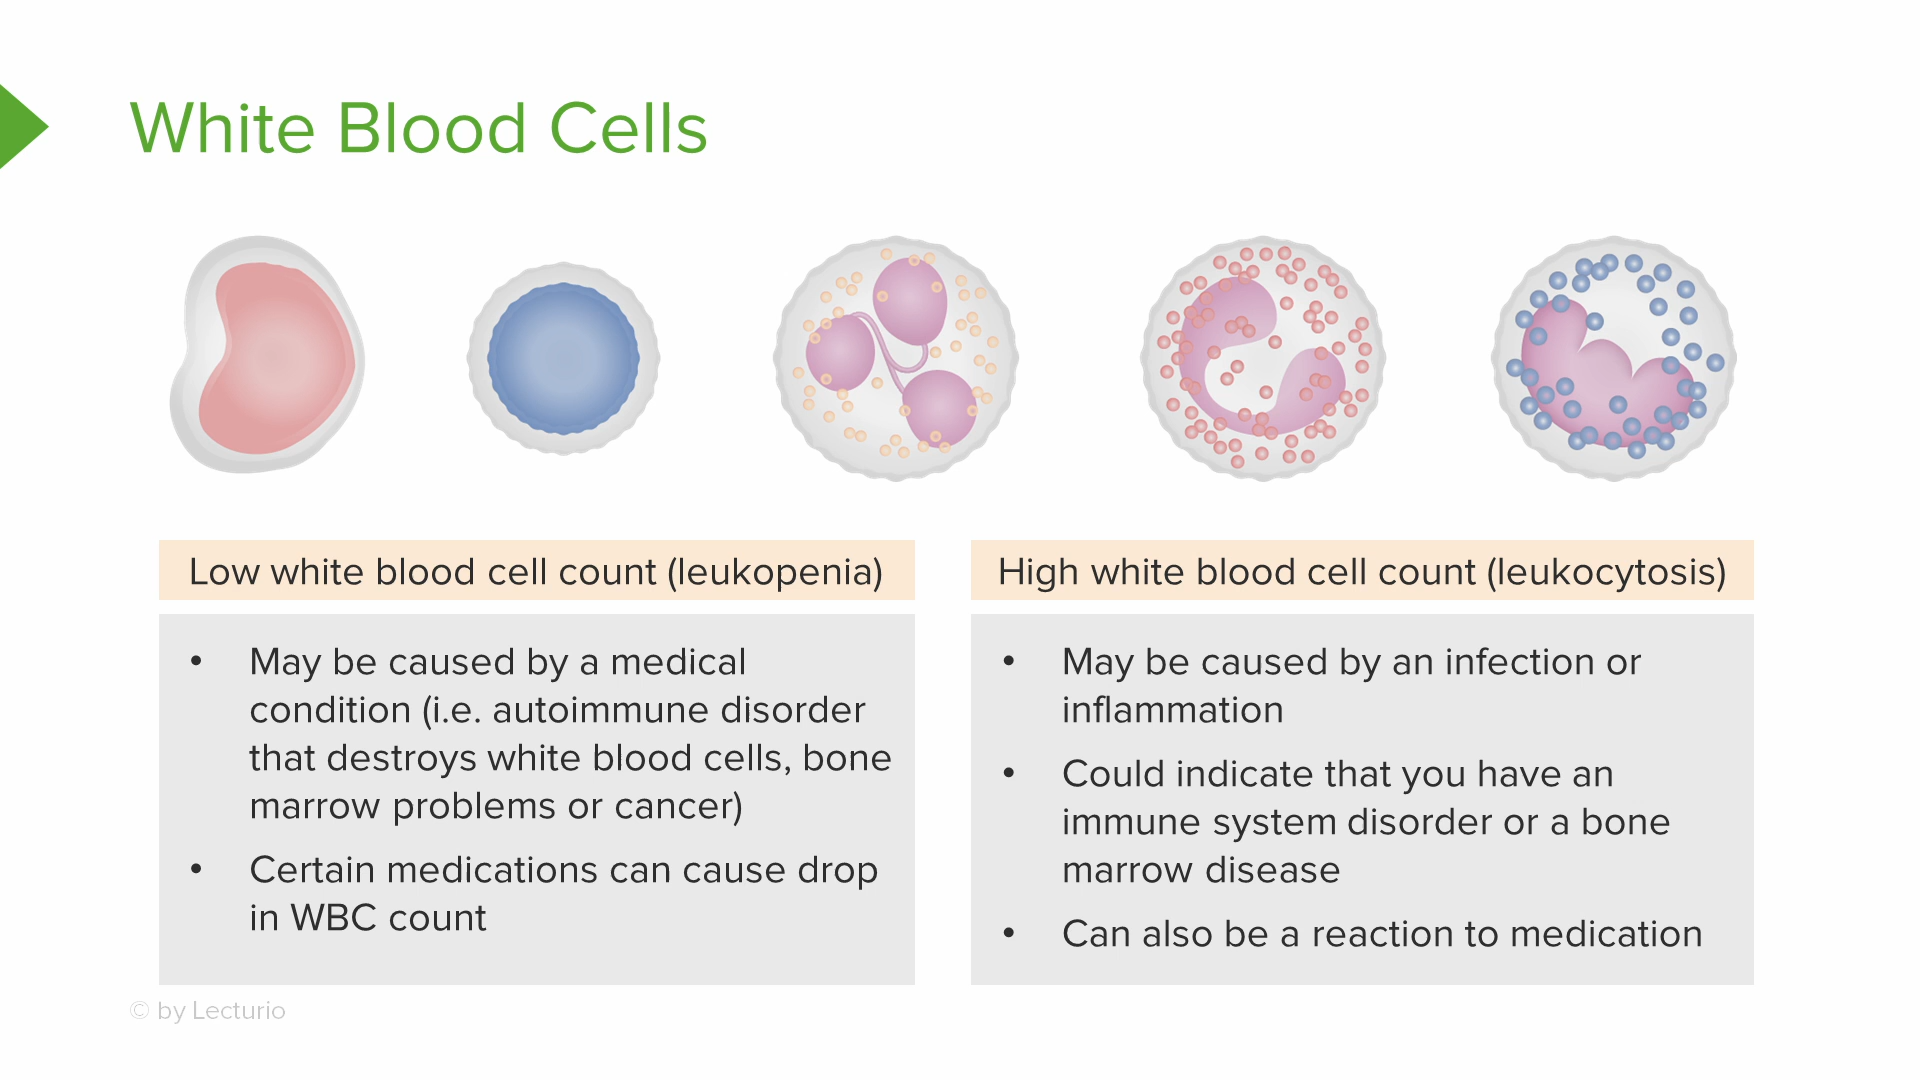 White Blood Cells
Low white blood cell count (leukopenia)
• May be caused by a medical
condition (i.e. autoimmune disorder
that destroys white blood cells, bone
marrow problems or cancer)
• Certain medications can cause drop
in WBC count
High white blood cell count (leukocytosis)
• May be caused by an infection or
inflammation
• Could indicate that you have an
immune system disorder or a bone
marrow disease
• Can also be a reaction to medication
© by Lecturio